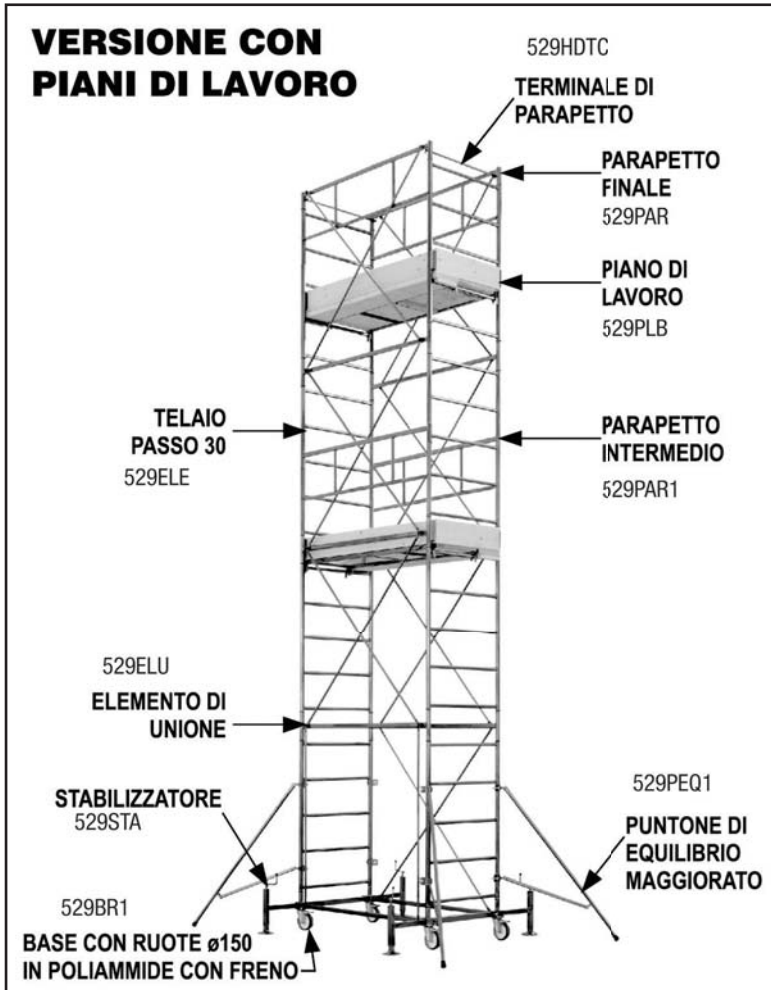 VERSIONE CON
PIANI DI LAVORO
529HDTC
TERMINALE DI
PARAPETTO
PARAPETTO
FINALE
529PAR
PIANO DI
LAVORO
529PLB
TELAIO
PASSO 30
529ELE
PARAPETTO
INTERMEDIO
529PAR1
529ELU
ELEMENTO DI
UNIONE
STABILIZZATORE
529STA
529PEQ1
PUNTONE DI
EQUILIBRIO
MAGGIORATO
529BR1
BASE CON RUOTE ø150
IN POLIAMMIDE CON FRENO